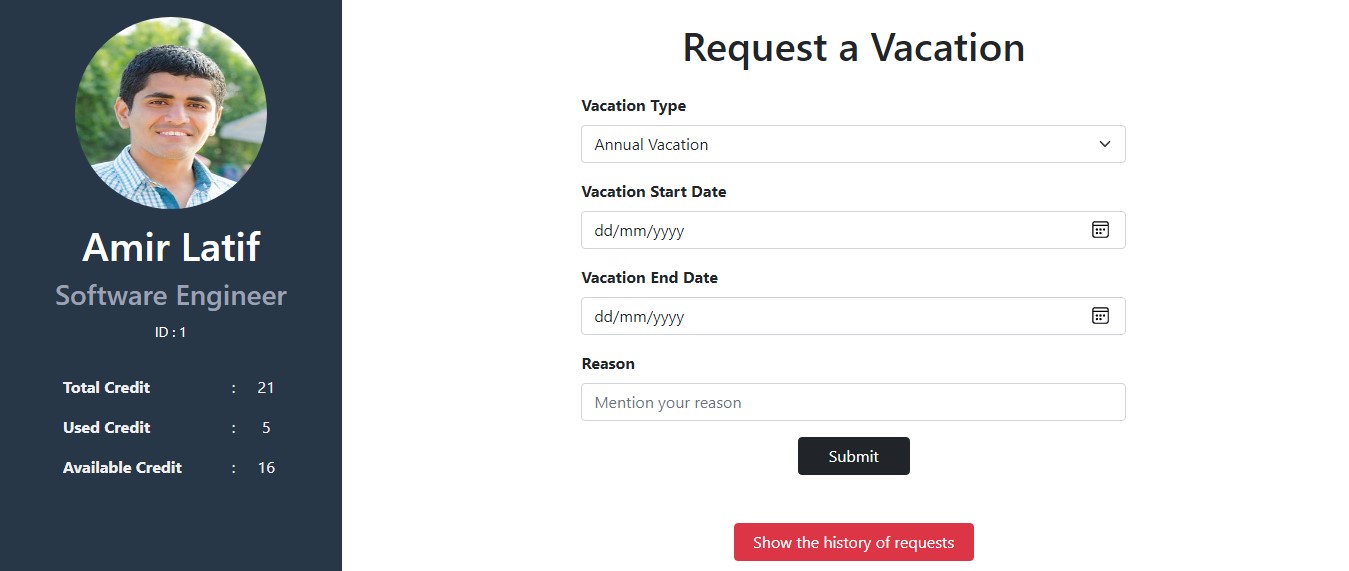 Amir Latif
Software Engineer
ID : 1
Total Credit : 21
Used Credit : 5
Available Credit : 16
Request a Vacation
Vacation Type
Annual Vacation
Vacation Start Date
dd/mm/yyyy
Vacation End Date
dd/mm/yyyy
Reason
Mention your reason
Submit
Show the history of requests